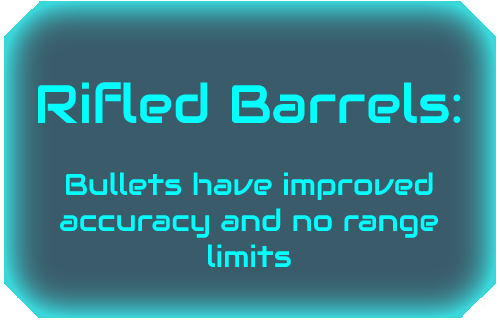 Rifled Barrels:
Bullets have improved
accuracy and no range
limits